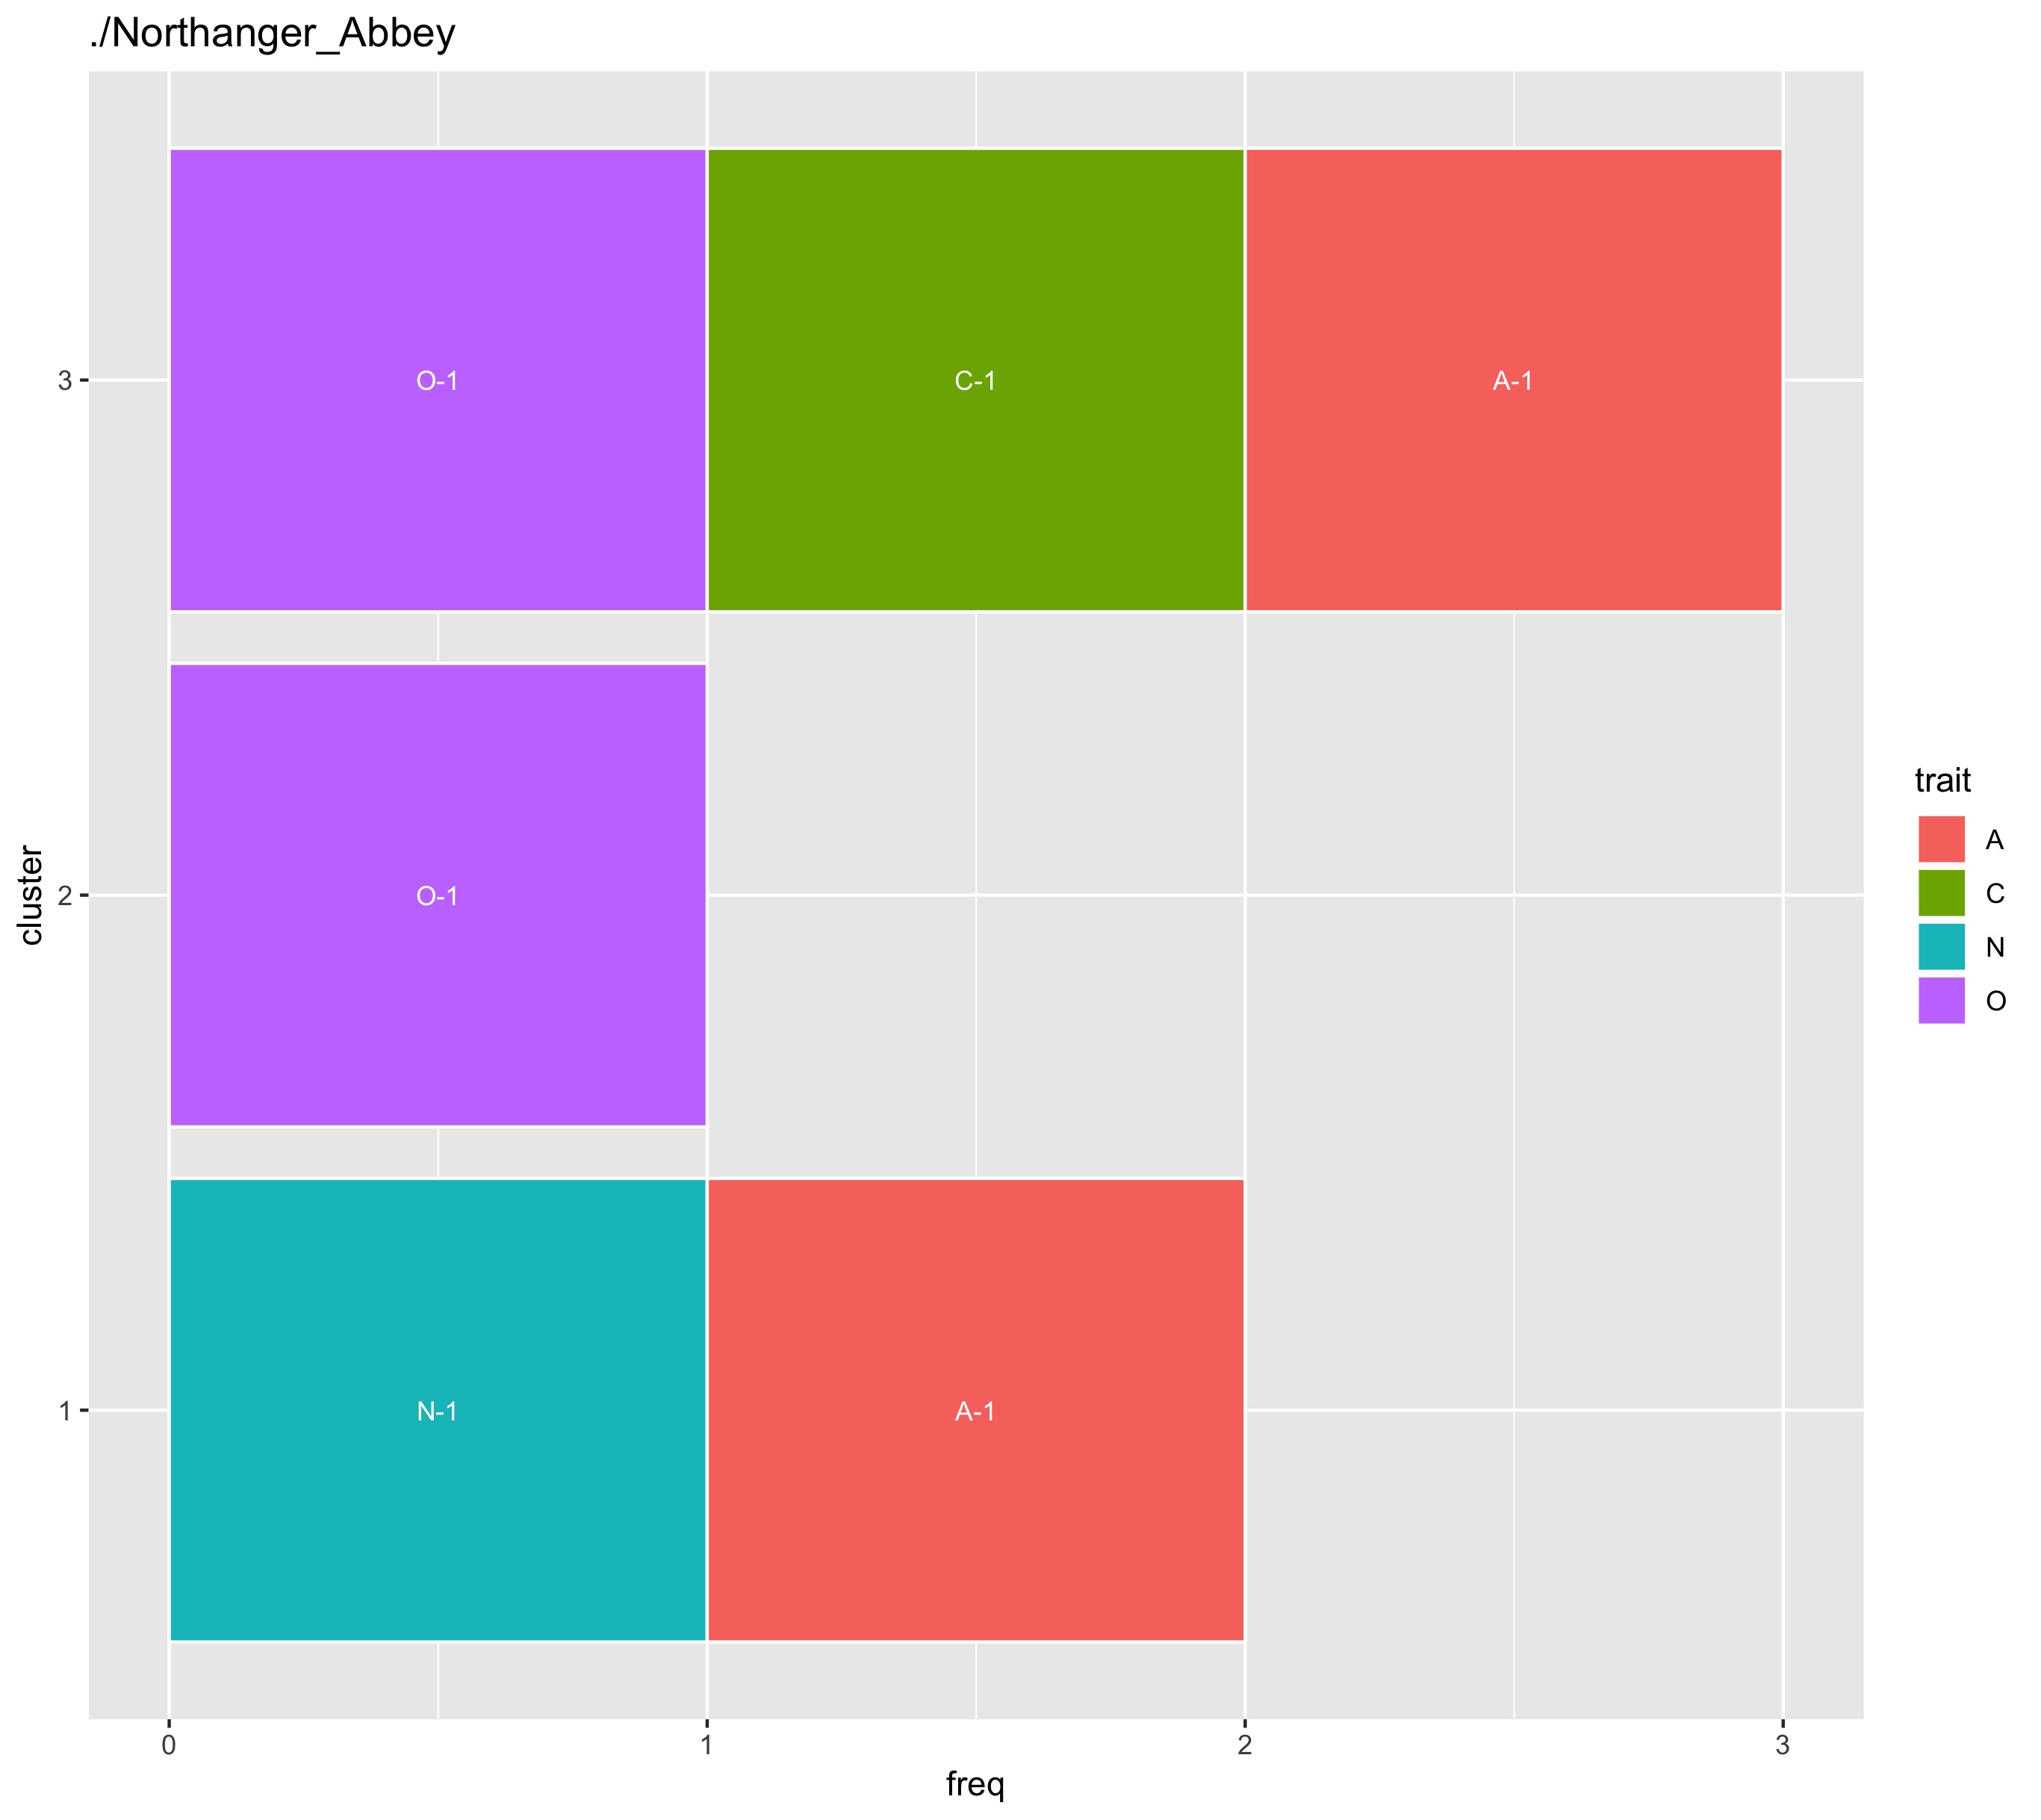 ./Northanger_Abbey
O-1 C-1 A-1
3
O-1
2
cluster
N-1 A-1
1
0 1 2 3
freq
trait
A
C
N
O